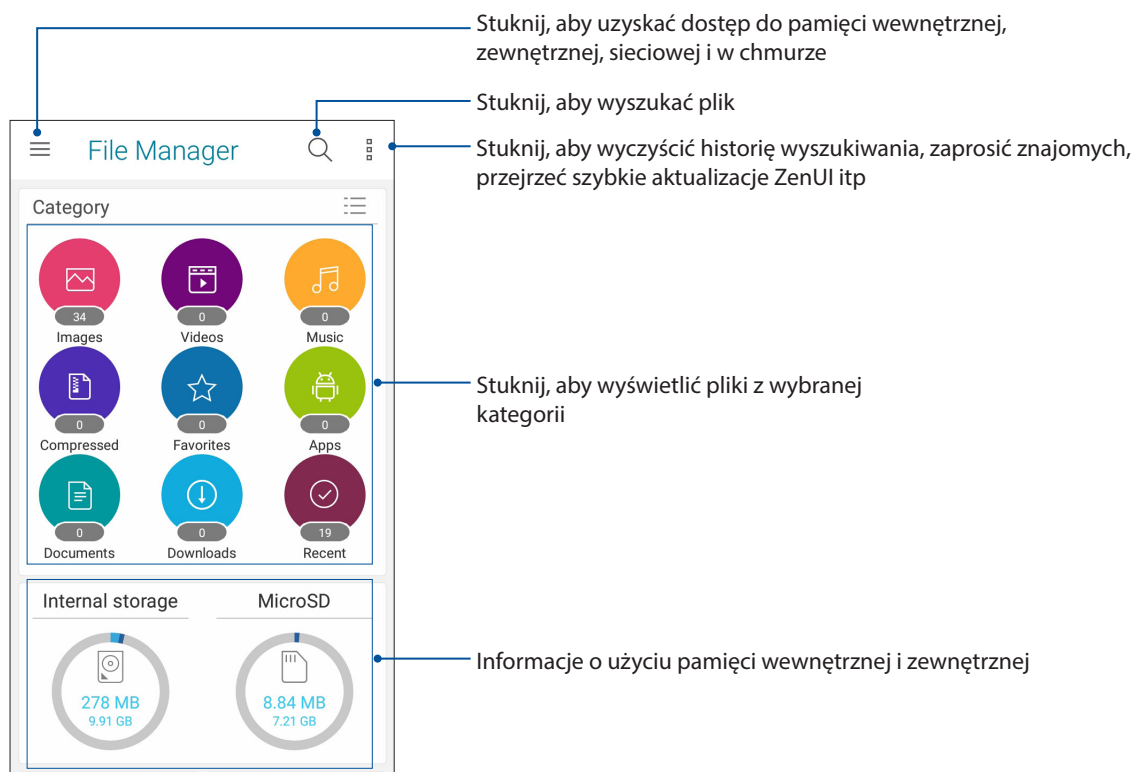 Stuknij, aby uzyskać dostęp do pamięci wewnętrznej,
zewnętrznej, sieciowej i w chmurze
Stuknij, aby wyszukać plik
File Manager
Stuknij, aby wyczyścić historię wyszukiwania, zaprosić znajomych,
przejrzeć szybkie aktualizacje ZenUI itp
Category
34
0
0
Images
Videos
Music
Stuknij, aby wyświetlić pliki z wybranej
kategorii
0
0
0
Compressed
Favorites
Apps
0
0
19
Documents
Downloads
Recent
Internal storage
MicroSD
Informacje o użyciu pamięci wewnętrznej i zewnętrznej
278 MB
9.91 GB
8.84 MB
7.21 GB